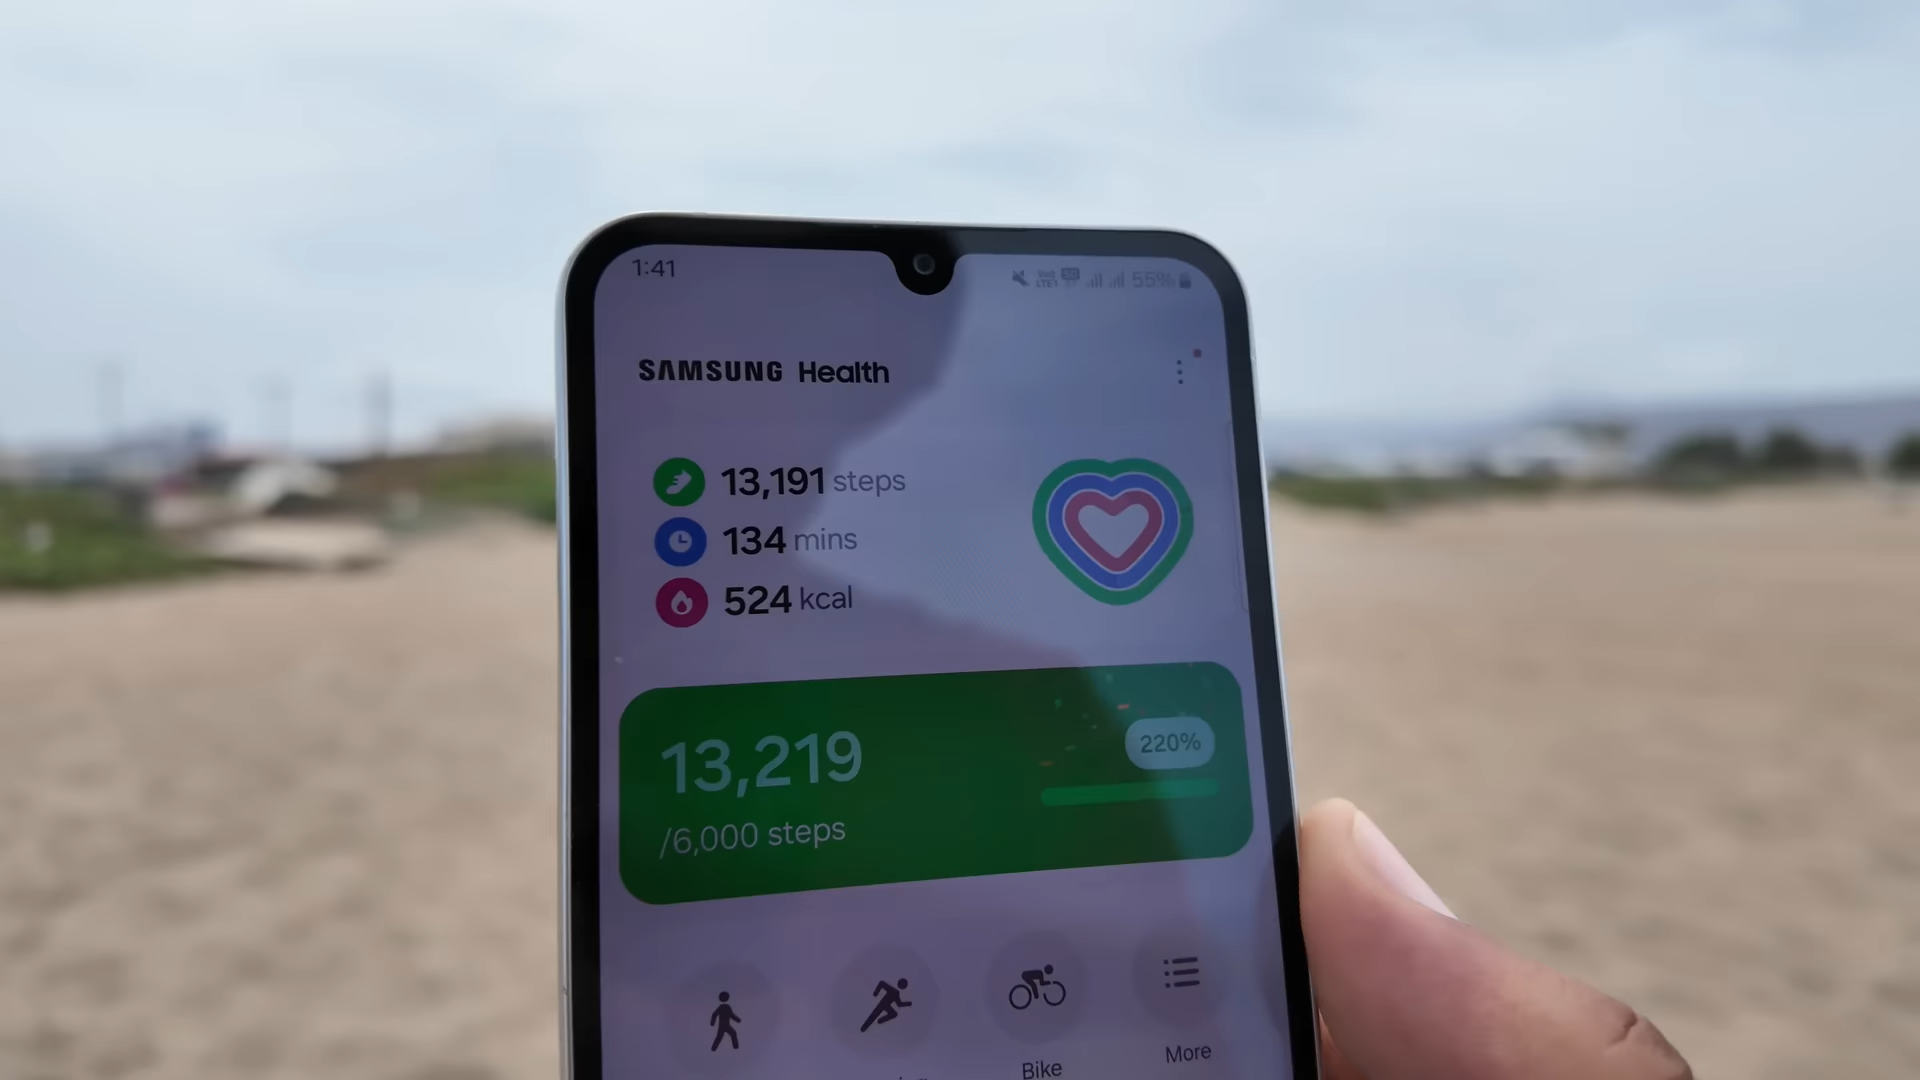 1:41
55%
SAMSUNG Health
13,191 steps
134 mins
524 kcal
13,219
220%
/6,000 steps
Bike
More